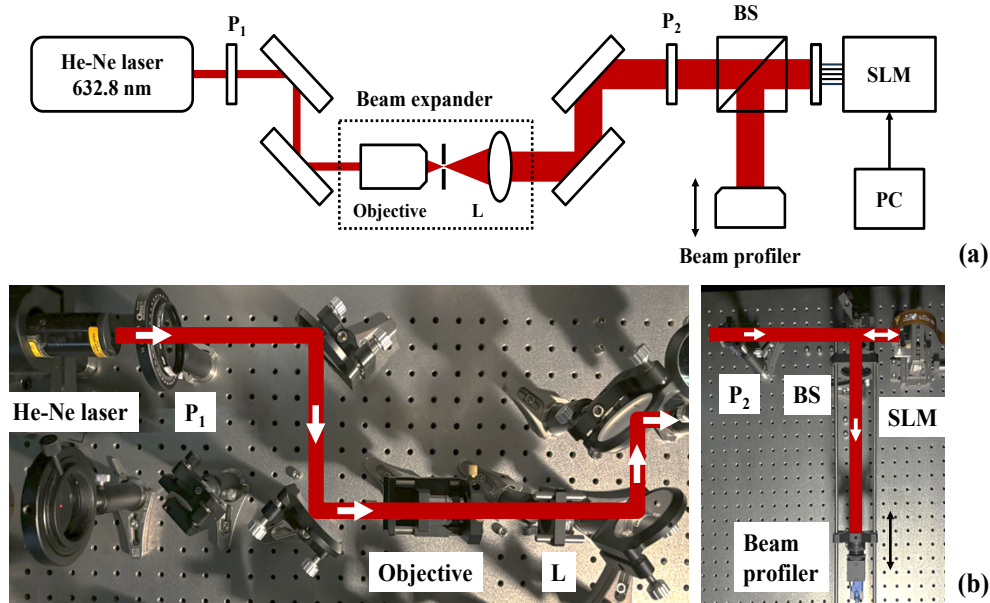 He-Ne laser
632.8 nm
P1
Beam expander
Objective
L
P2
BS
SLM
PC
Beam profiler
(a)
He-Ne laser
P1
Objective
L
P2
BS
SLM
Beam
profiler
(b)